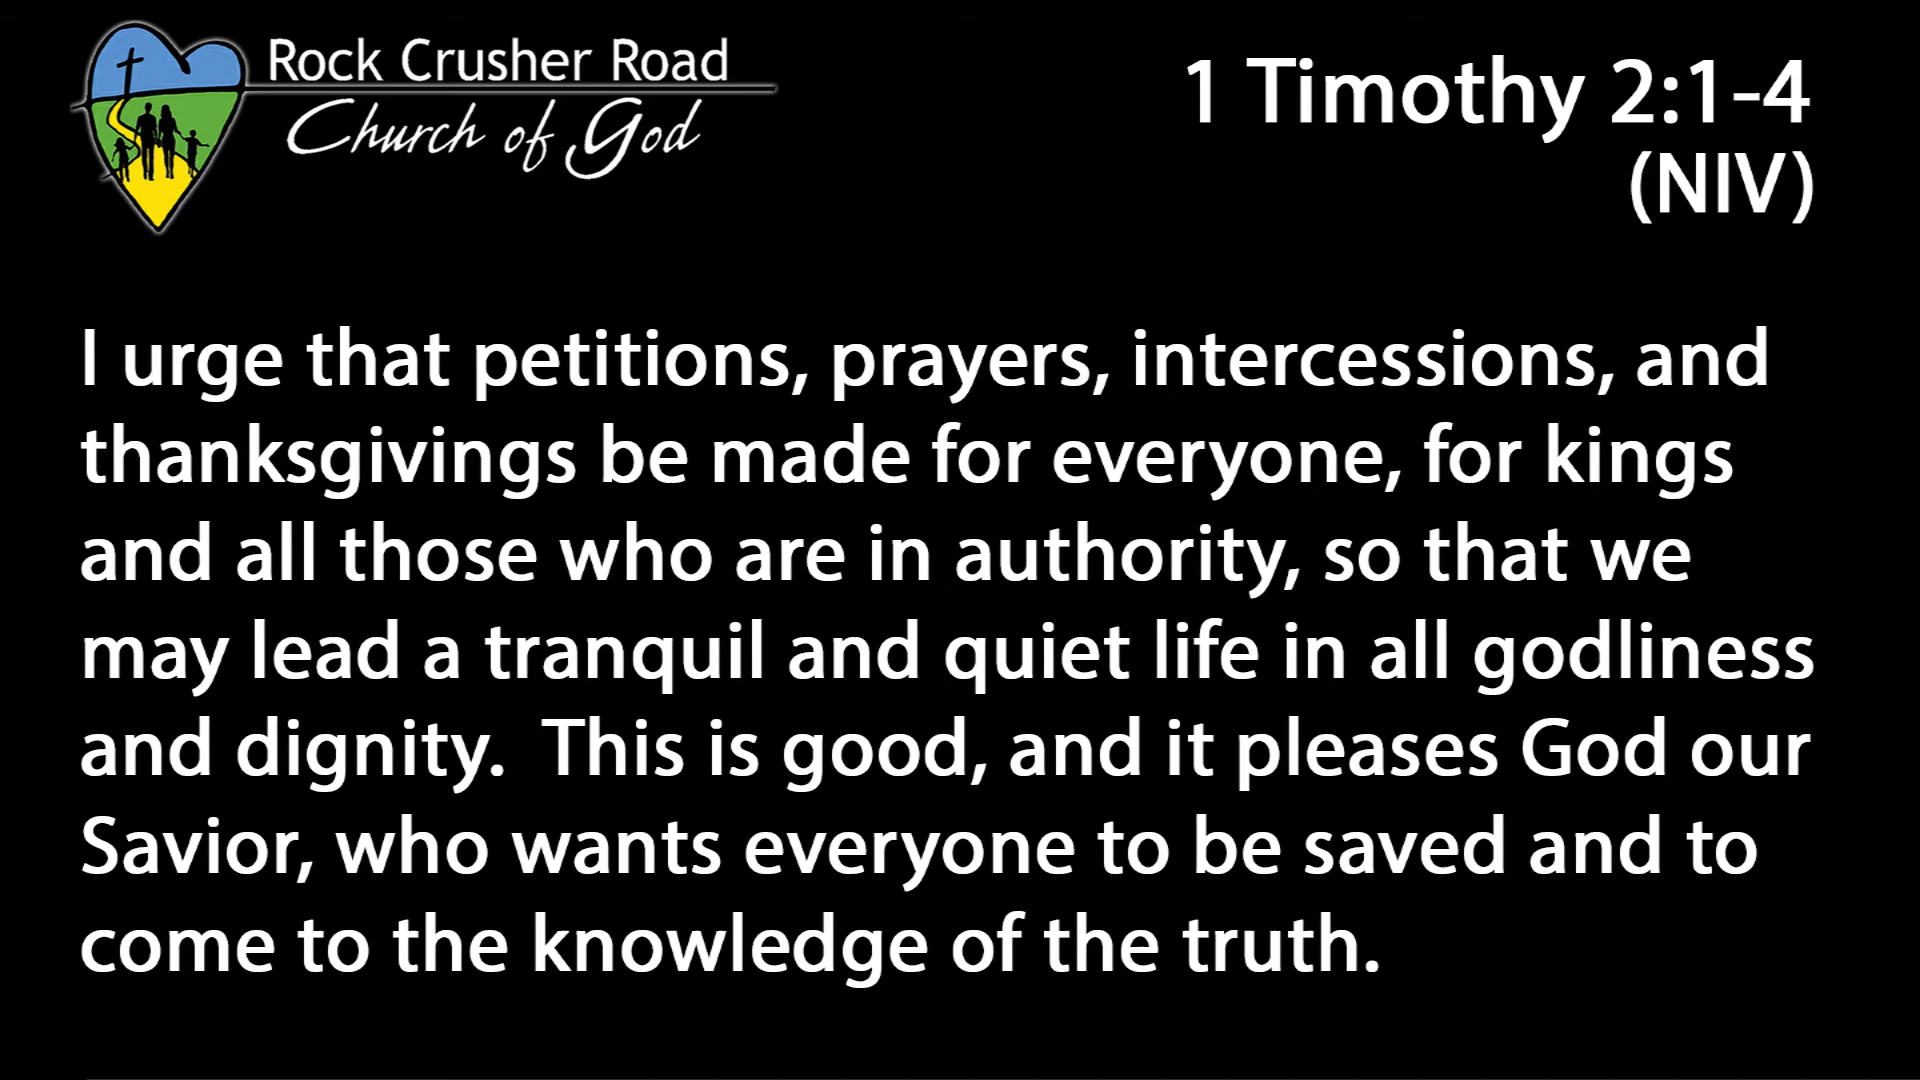 Rock Crusher Road
Church of God
1 Timothy 2:1-4
(NIV)
I urge that petitions, prayers, intercessions, and
thanksgivings be made for everyone, for kings
and all those who are in authority, so that we
may lead a tranquil and quiet life in all godliness
and dignity.  This is good, and it pleases God our
Savior, who wants everyone to be saved and to
come to the knowledge of the truth.